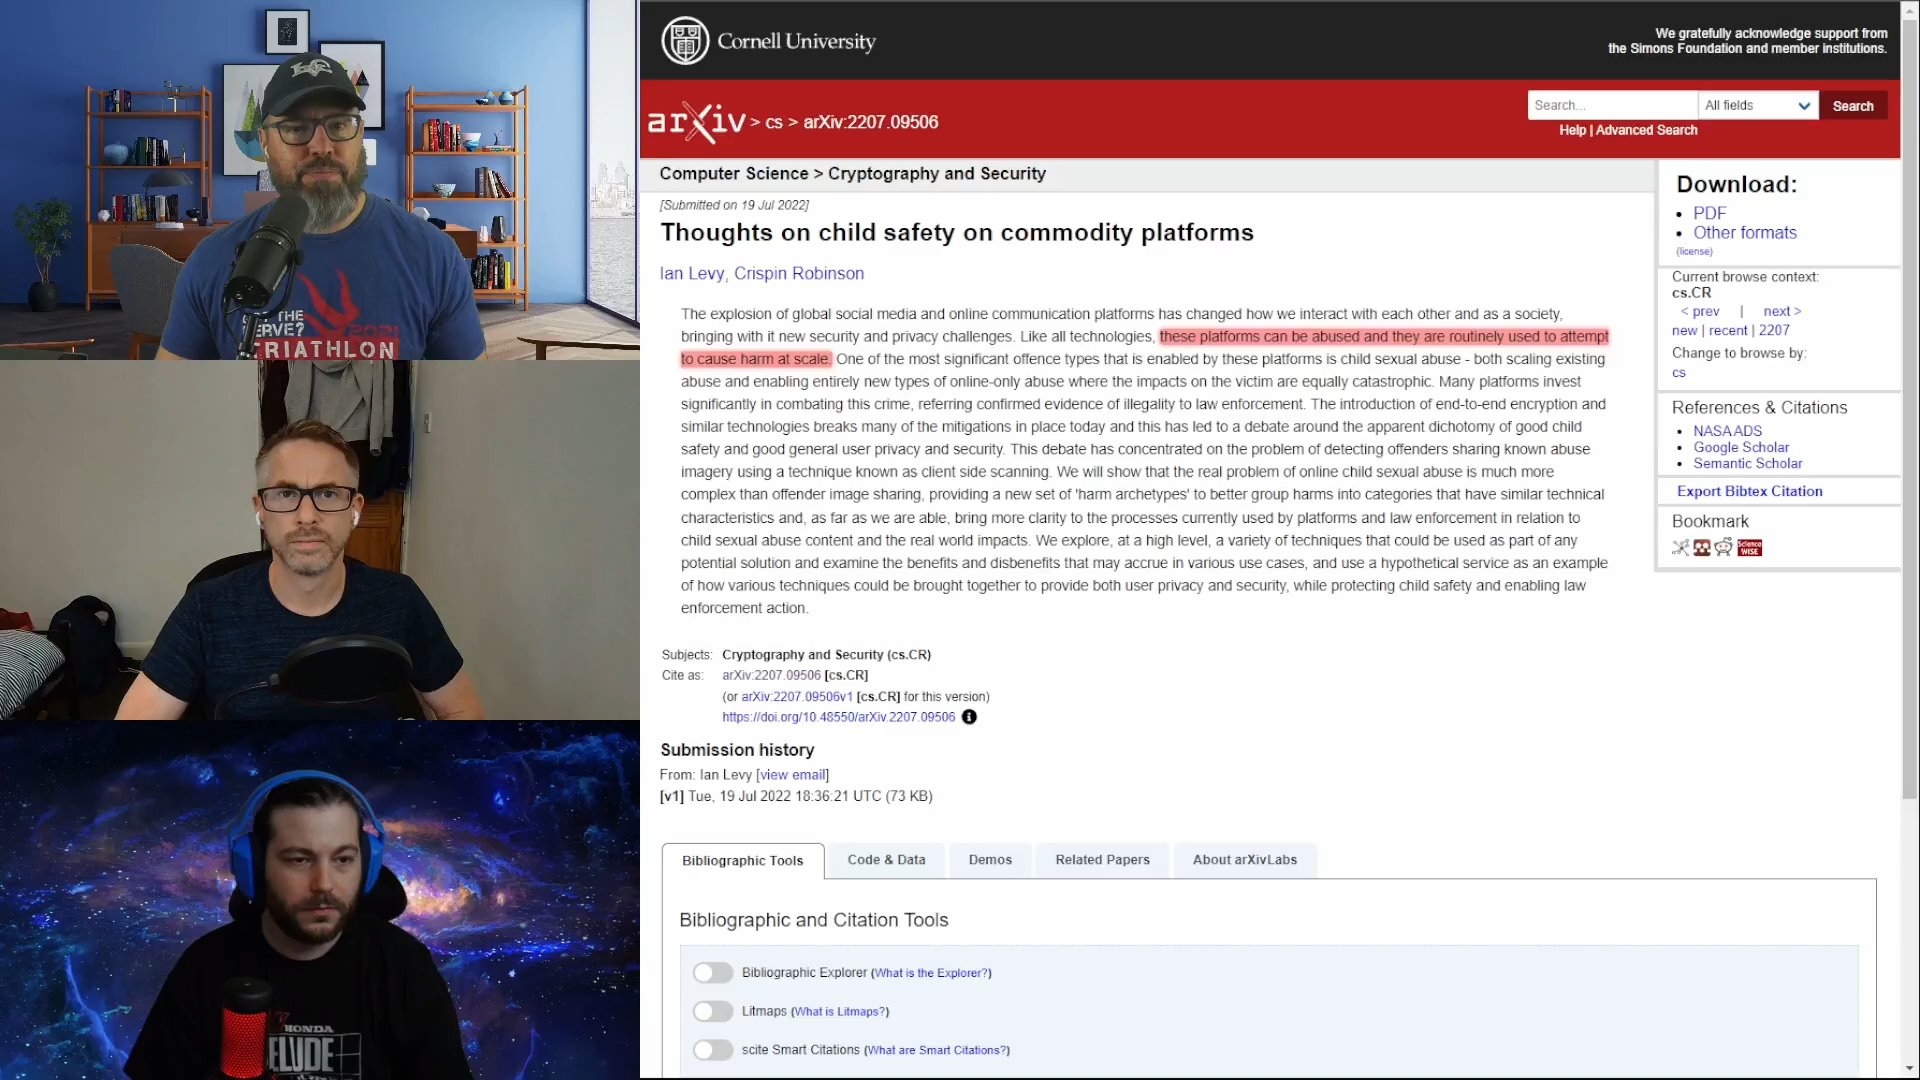 Cornell University
We gratefully acknowledge support from
the Simons Foundation and member institutions.
arXiv > cs > arXiv:2207.09506
Search...
All fields
Search
Help | Advanced Search
Computer Science > Cryptography and Security
[Submitted on 19 Jul 2022]
Thoughts on child safety on commodity platforms
Ian Levy, Crispin Robinson
The explosion of global social media and online communication platforms has changed how we interact with each other and as a society,
bringing with it new security and privacy challenges. Like all technologies, these platforms can be abused and they are routinely used to attempt
to cause harm at scale. One of the most significant offence types that is enabled by these platforms is child sexual abuse - both scaling existing
abuse and enabling entirely new types of online-only abuse where the impacts on the victim are equally catastrophic. Many platforms invest
significantly in combating this crime, referring confirmed evidence of illegality to law enforcement. The introduction of end-to-end encryption and
similar technologies breaks many of the mitigations in place today and this has led to a debate around the apparent dichotomy of good child
safety and good general user privacy and security. This debate has concentrated on the problem of detecting offenders sharing known abuse
imagery using a technique known as client side scanning. We will show that the real problem of online child sexual abuse is much more
complex than offender image sharing, providing a new set of 'harm archetypes' to better group harms into categories that have similar technical
characteristics and, as far as we are able, bring more clarity to the processes currently used by platforms and law enforcement in relation to
child sexual abuse content and the real world impacts. We explore, at a high level, a variety of techniques that could be used as part of any
potential solution and examine the benefits and disbenefits that may accrue in various use cases, and use a hypothetical service as an example
of how various techniques could be brought together to provide both user privacy and security, while protecting child safety and enabling law
enforcement action.
Subjects: Cryptography and Security (cs.CR)
Cite as: arXiv:2207.09506 [cs.CR]
(or arXiv:2207.09506v1 [cs.CR] for this version)
https://doi.org/10.48550/arXiv.2207.09506
Submission history
From: Ian Levy [view email]
[v1] Tue, 19 Jul 2022 18:36:21 UTC (73 KB)
Bibliographic Tools
Code & Data
Demos
Related Papers
About arXivLabs
Bibliographic and Citation Tools
Bibliographic Explorer (What is the Explorer?)
Litmaps (What is Litmaps?)
scite Smart Citations (What are Smart Citations?)
Download:
PDF
Other formats
(license)
Current browse context:
cs.CR
< prev | next >
new | recent | 2207
Change to browse by:
cs
References & Citations
NASA ADS
Google Scholar
Semantic Scholar
Export Bibtex Citation
Bookmark
Science
WISE
THE
ERVE?
2021
TRIATHLON
HONDA
ELUDE